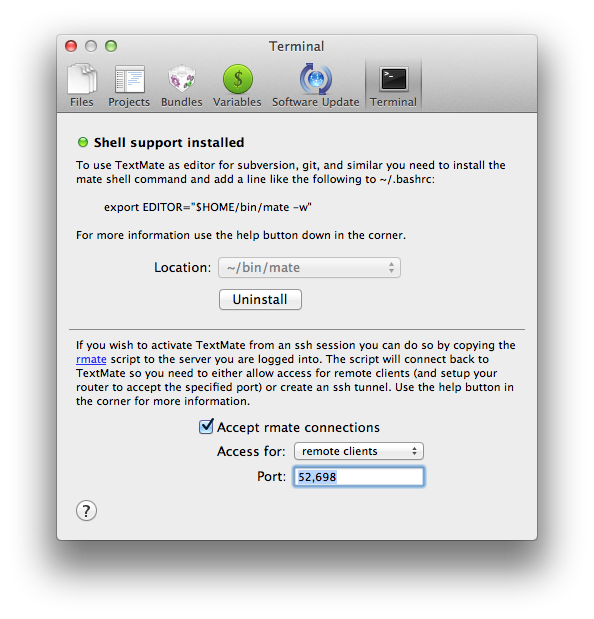 Terminal
Files Projects Bundles Variables Software Update Terminal
$
>_
Shell support installed
To use TextMate as editor for subversion, git, and similar you need to install the
mate shell command and add a line like the following to ~/.bashrc:
export EDITOR="$HOME/bin/mate -w"
For more information use the help button down in the corner.
Location: ~/bin/mate
Uninstall
If you wish to activate TextMate from an ssh session you can do so by copying the
rmate script to the server you are logged into. The script will connect back to
TextMate so you need to either allow access for remote clients (and setup your
router to accept the specified port) or create an ssh tunnel. Use the help button in
the corner for more information.
Accept rmate connections
Access for: remote clients
Port: 52,698
?